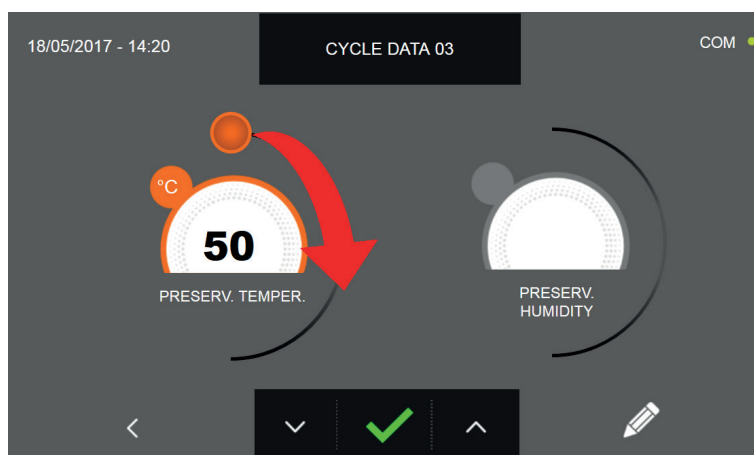 18/05/2017 - 14:20
CYCLE DATA 03
COM
°C
50
PRESERV. TEMPER.
PRESERV.
HUMIDITY